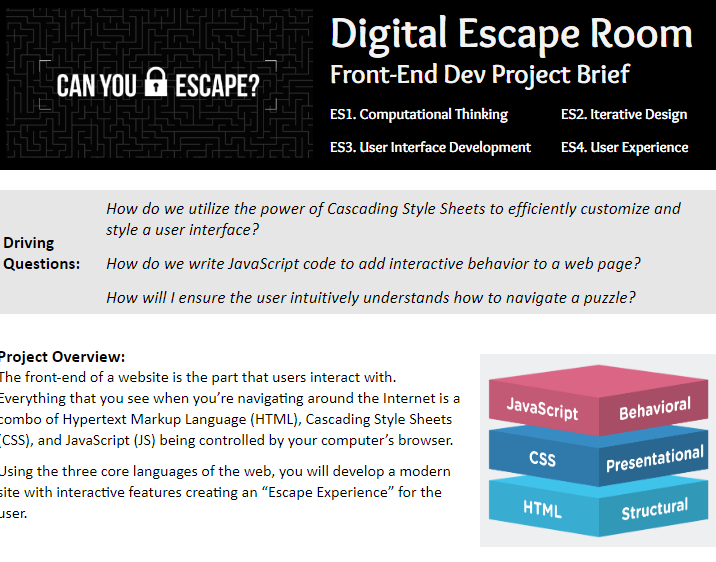 CAN YOU ESCAPE?
Digital Escape Room
Front-End Dev Project Brief
ES1. Computational Thinking
ES2. Iterative Design
ES3. User Interface Development
ES4. User Experience
Driving
Questions:
How do we utilize the power of Cascading Style Sheets to efficiently customize and
style a user interface?
How do we write JavaScript code to add interactive behavior to a web page?
How will I ensure the user intuitively understands how to navigate a puzzle?
Project Overview:
The front-end of a website is the part that users interact with.
Everything that you see when you’re navigating around the Internet is a
combo of Hypertext Markup Language (HTML), Cascading Style Sheets
(CSS), and JavaScript (JS) being controlled by your computer’s browser.
Using the three core languages of the web, you will develop a modern
site with interactive features creating an “Escape Experience” for the
user.
JavaScript Behavioral
CSS Presentational
HTML Structural